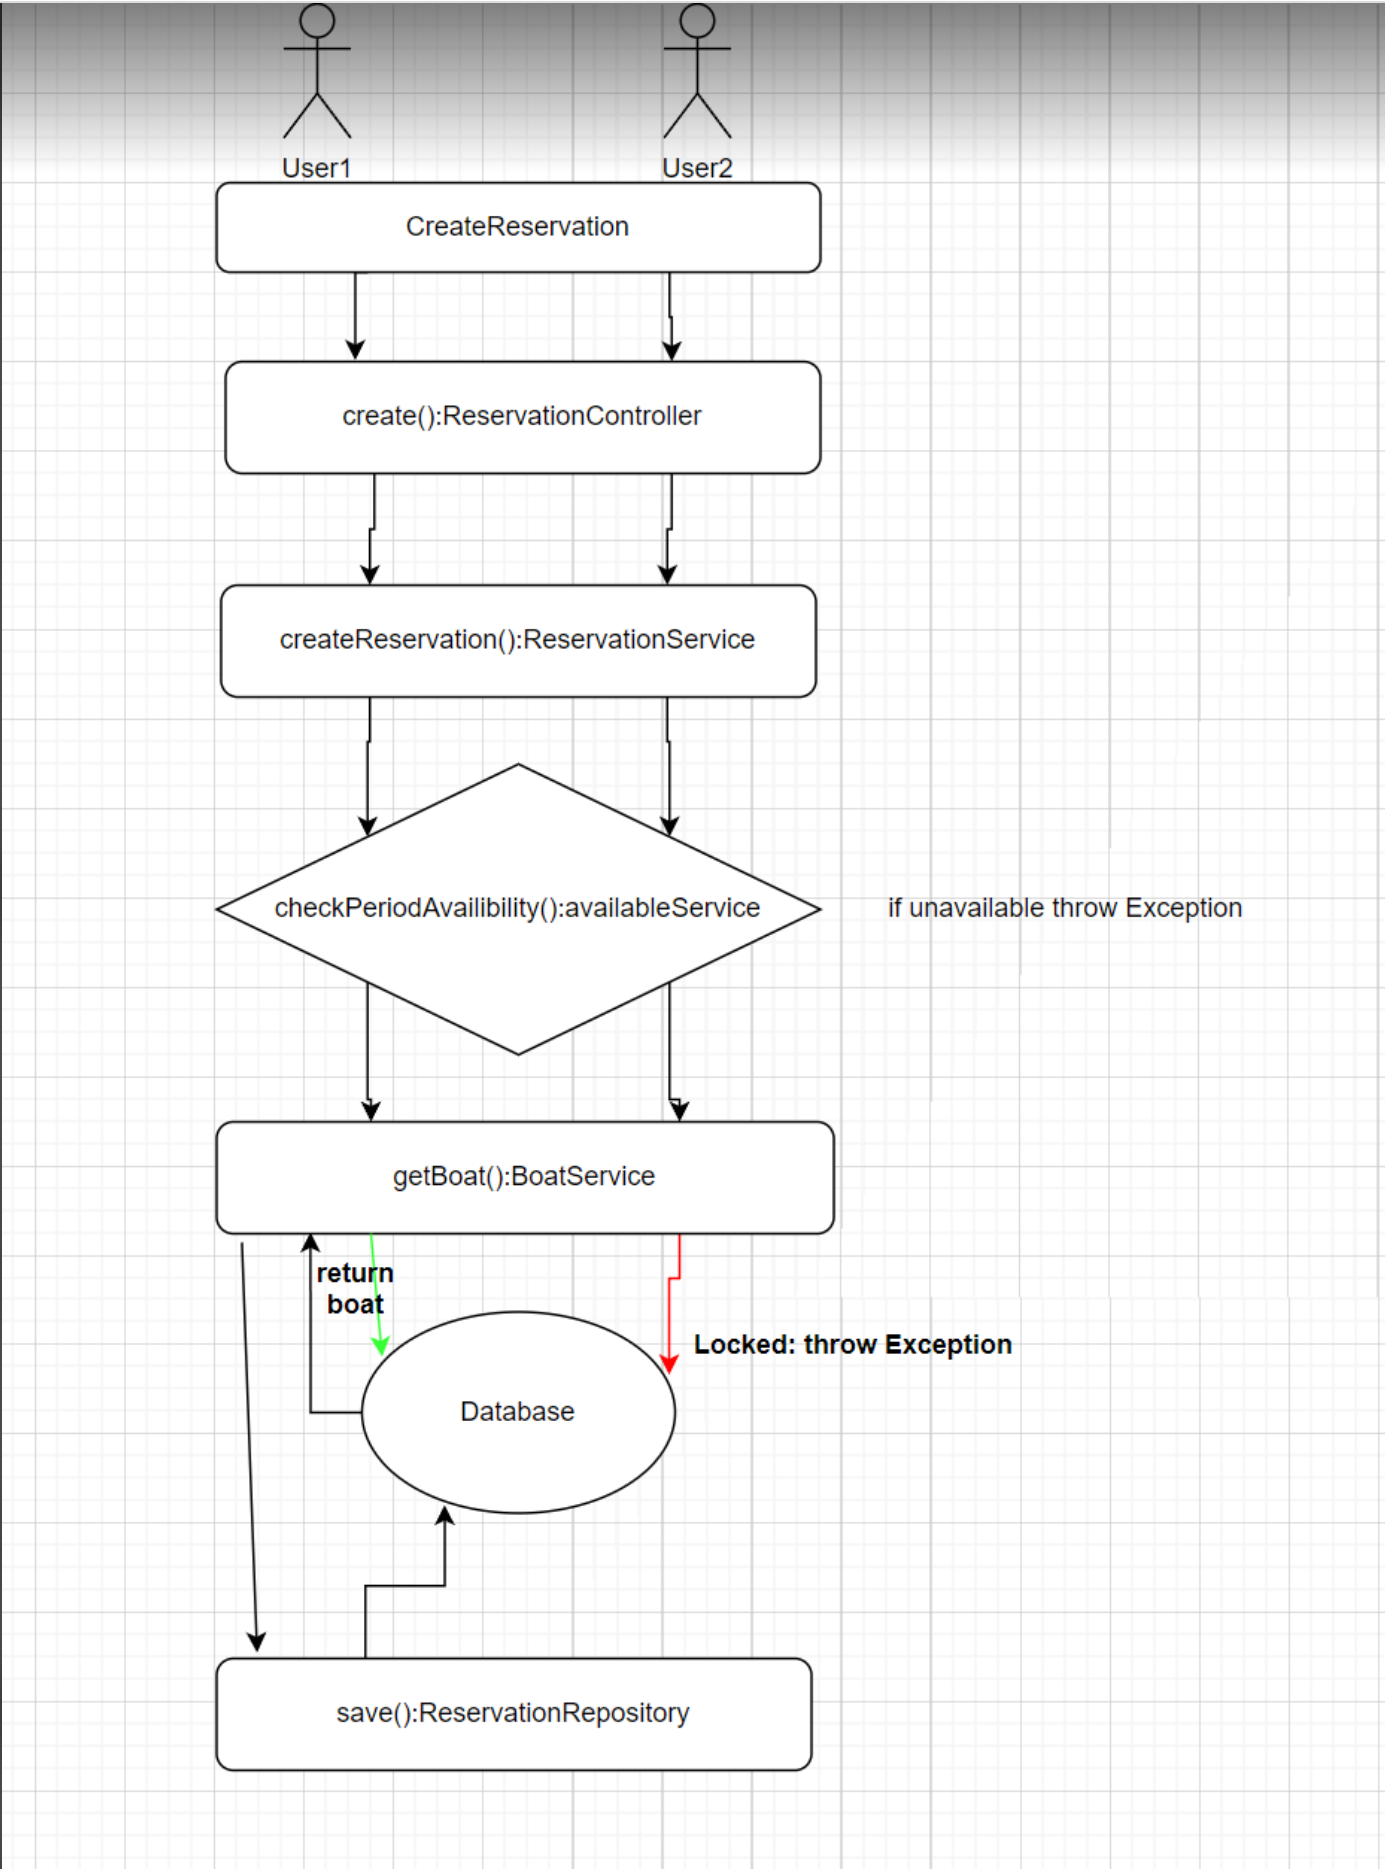 User1
User2
CreateReservation
create():ReservationController
createReservation():ReservationService
checkPeriodAvailibility():availableService
if unavailable throw Exception
getBoat():BoatService
return
boat
Locked: throw Exception
Database
save():ReservationRepository